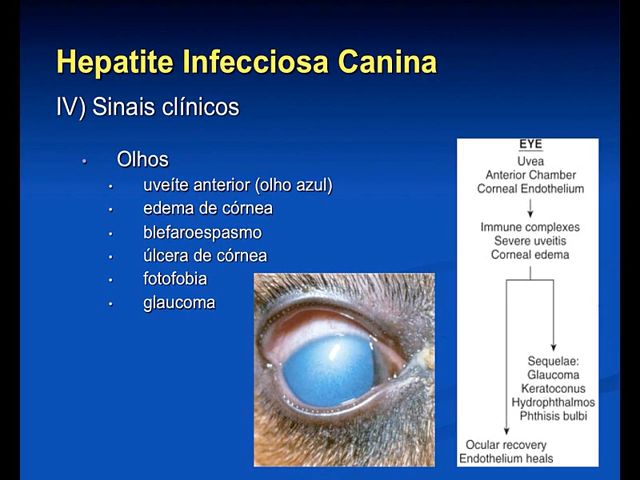 Hepatite Infecciosa Canina
IV) Sinais clínicos
Olhos
uveíte anterior (olho azul)
edema de córnea
blefaroespasmo
úlcera de córnea
fotofobia
glaucoma
EYE
Uvea
Anterior Chamber
Corneal Endothelium
Immune complexes
Severe uveitis
Corneal edema
Sequelae:
Glaucoma
Keratoconus
Hydrophthalmos
Phthisis bulbi
Ocular recovery
Endothelium heals